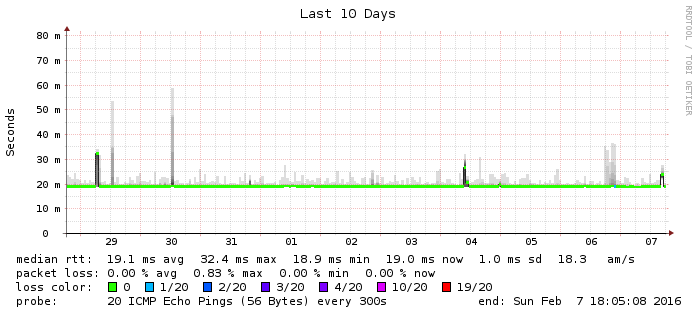 Last 10 Days
RRDTOOL / TOBI OETIKER
Seconds
80 m
70 m
60 m
50 m
40 m
30 m
20 m
10 m
0
29 30 31 01 02 03 04 05 06 07
median rtt: 19.1 ms avg 32.4 ms max 18.9 ms min 19.0 ms now 1.0 ms sd 18.3 am/s
packet loss: 0.00 % avg 0.83 % max 0.00 % min 0.00 % now
loss color: 0 1/20 2/20 3/20 4/20 10/20 19/20
probe: 20 ICMP Echo Pings (56 Bytes) every 300s end: Sun Feb 7 18:05:08 2016